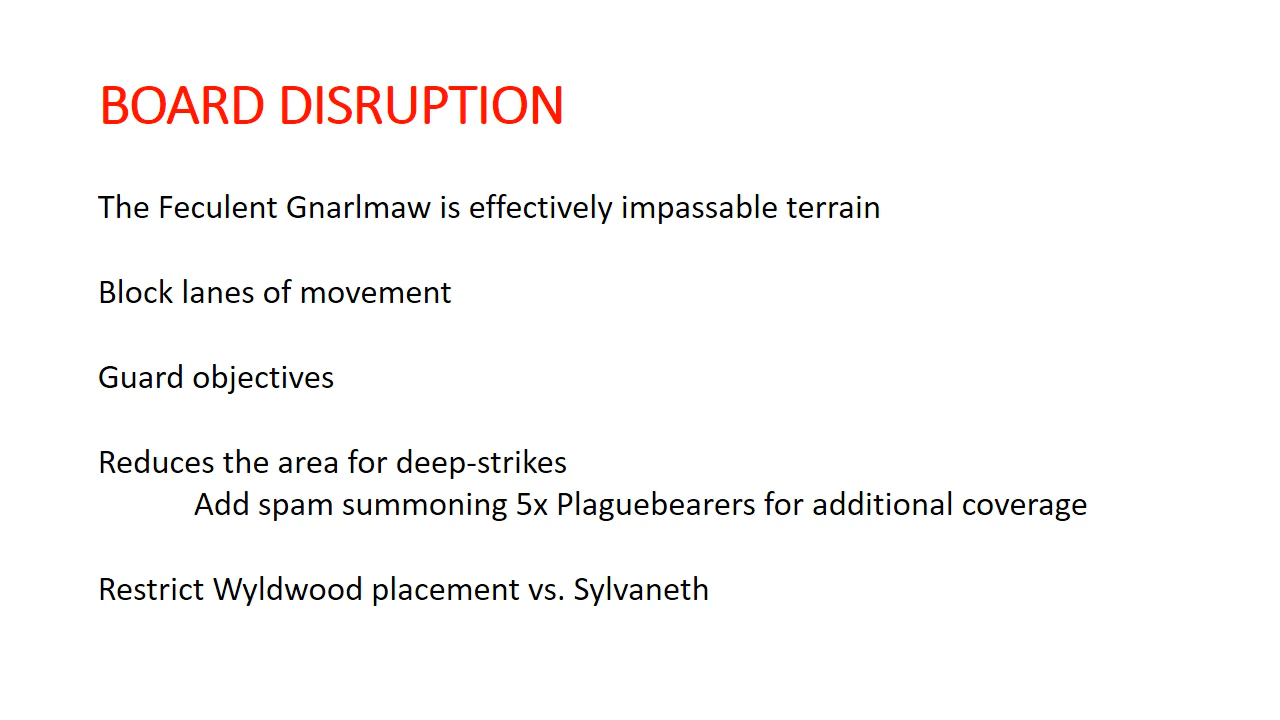 BOARD DISRUPTION
The Feculent Gnarlmaw is effectively impassable terrain
Block lanes of movement
Guard objectives
Reduces the area for deep-strikes
Add spam summoning 5x Plaguebearers for additional coverage
Restrict Wyldwood placement vs. Sylvaneth